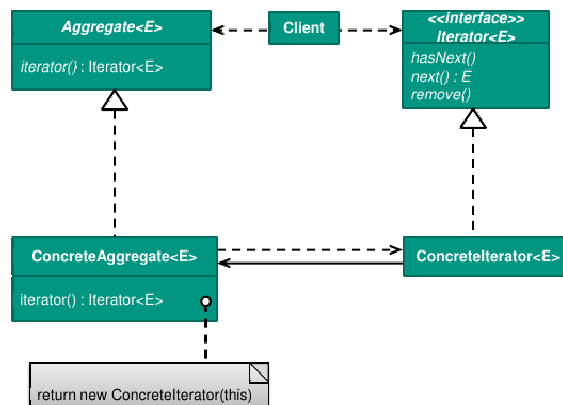 Aggregate<E>
iterator() : Iterator<E>
Client
<<interface>>
Iterator<E>
hasNext()
next() : E
remove()
ConcreteAggregate<E>
iterator() : Iterator<E>
ConcreteIterator<E>
return new ConcreteIterator(this)